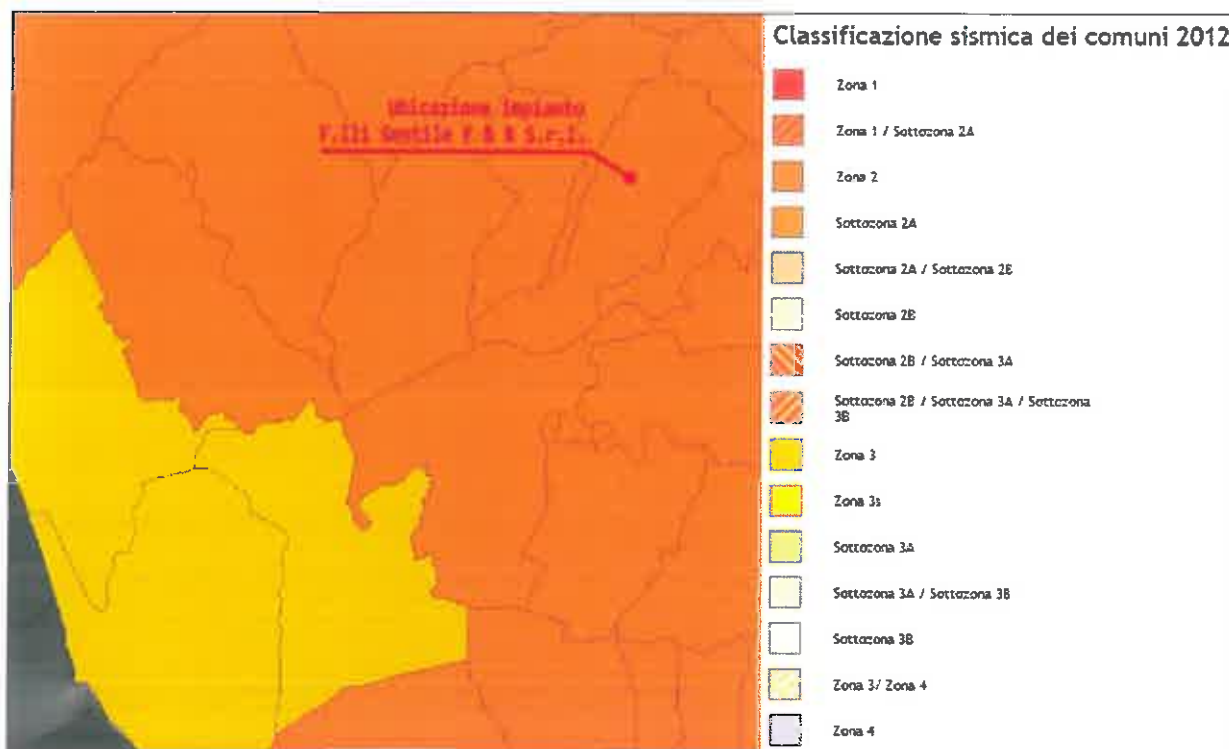 Classificazione sismica dei comuni 2012
Ubicazione Impianto
F.lli Gentile F & R S.r.l.
Zona 1
Zona 1 / Sottozona 2A
Zona 2
Sottozona 2A
Sottozona 2A / Sottozona 2B
Sottozona 2B
Sottozona 2B / Sottozona 3A
Sottozona 2B / Sottozona 3A / Sottozona
3B
Zona 3
Zona 3s
Sottozona 3A
Sottozona 3A / Sottozona 3B
Sottozona 3B
Zona 3/ Zona 4
Zona 4